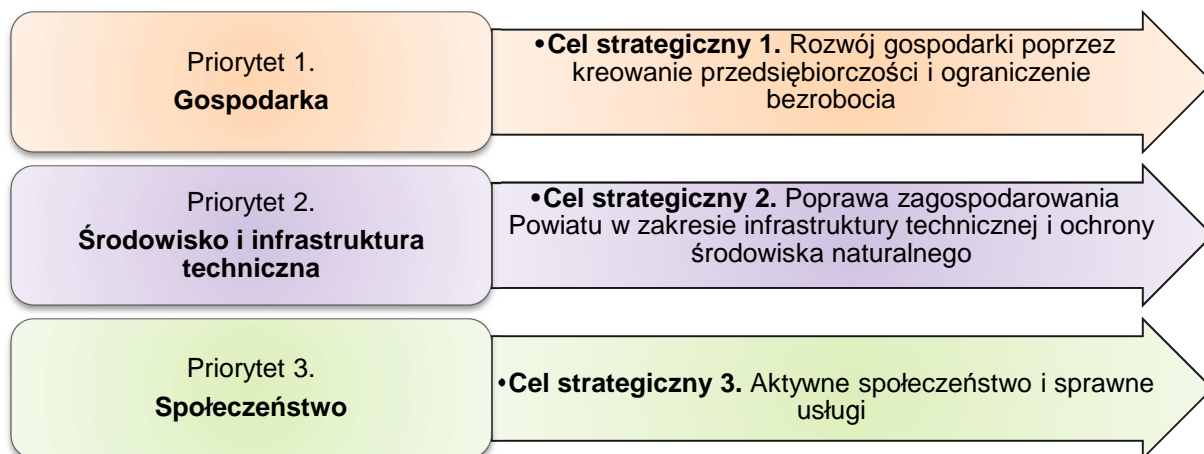 Priorytet 1.
Gospodarka
•Cel strategiczny 1. Rozwój gospodarki poprzez
kreowanie przedsiębiorczości i ograniczenie
bezrobocia
Priorytet 2.
Środowisko i infrastruktura
techniczna
•Cel strategiczny 2. Poprawa zagospodarowania
Powiatu w zakresie infrastruktury technicznej i ochrony
środowiska naturalnego
Priorytet 3.
Społeczeństwo
•Cel strategiczny 3. Aktywne społeczeństwo i sprawne
usługi